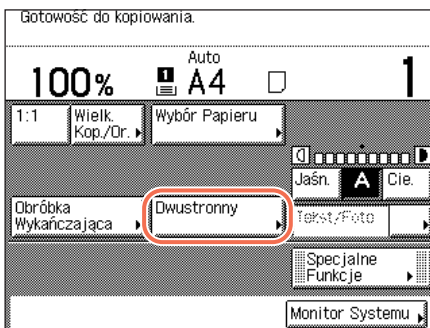 Gotowość do kopiowania.
100%
1
Auto
A4
1
1:1
Wielk.
Kop./Or.
Wybór Papieru
Jaśn.
A
Cie.
Obróbka
Wykańczająca
Dwustronny
Tekst/Foto
Specjalne
Funkcje
Monitor Systemu